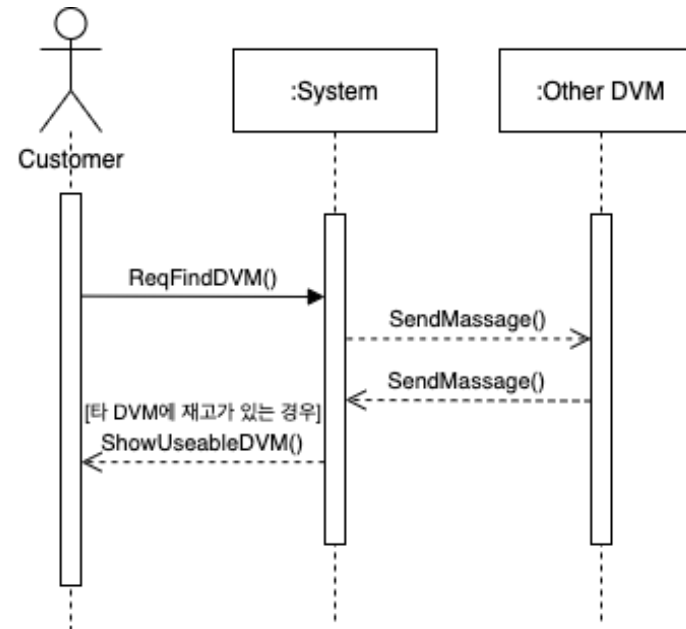 :System
:Other DVM
Customer
ReqFindDVM()
SendMassage()
SendMassage()
[타 DVM에 재고가 있는 경우]
ShowUseableDVM()